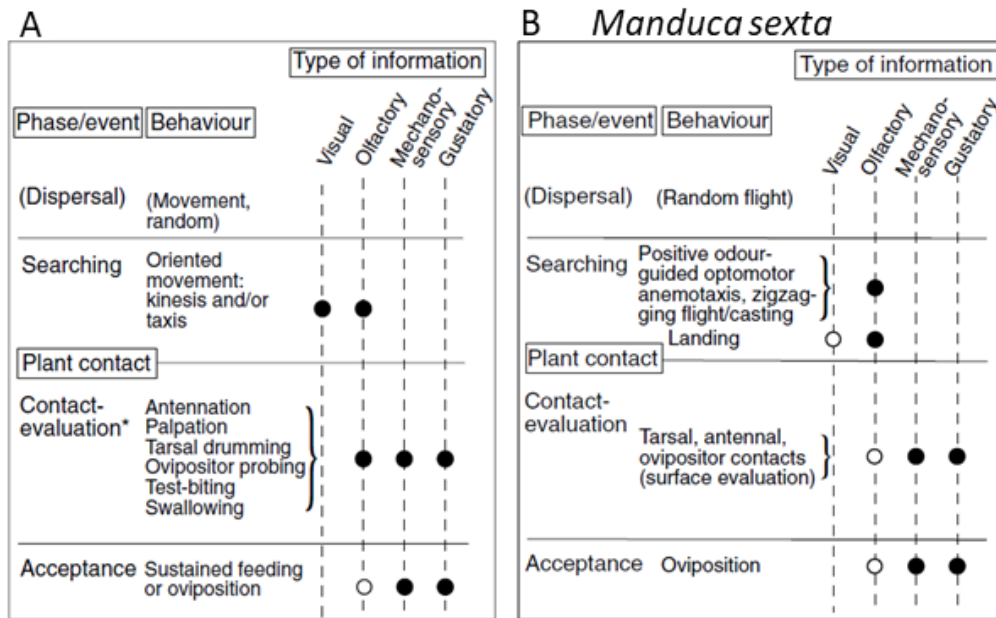 A
Type of information
Phase/event
Behaviour
Visual
Olfactory
Mechano-
sensory
Gustatory
(Dispersal)
(Movement,
random)
Searching
Oriented
movement:
kinesis and/or
taxis
Plant contact
Contact-
evaluation*
Antennation
Palpation
Tarsal drumming
Ovipositor probing
Test-biting
Swallowing
Acceptance
Sustained feeding
or oviposition
B
Manduca sexta
Type of information
Phase/event
Behaviour
Visual
Olfactory
Mechano-
sensory
Gustatory
(Dispersal)
(Random flight)
Searching
Positive odour-
guided optomotor
anemotaxis, zigzag-
ging flight/casting
Landing
Plant contact
Contact-
evaluation
Tarsal, antennal,
ovipositor contacts
(surface evaluation)
Acceptance
Oviposition